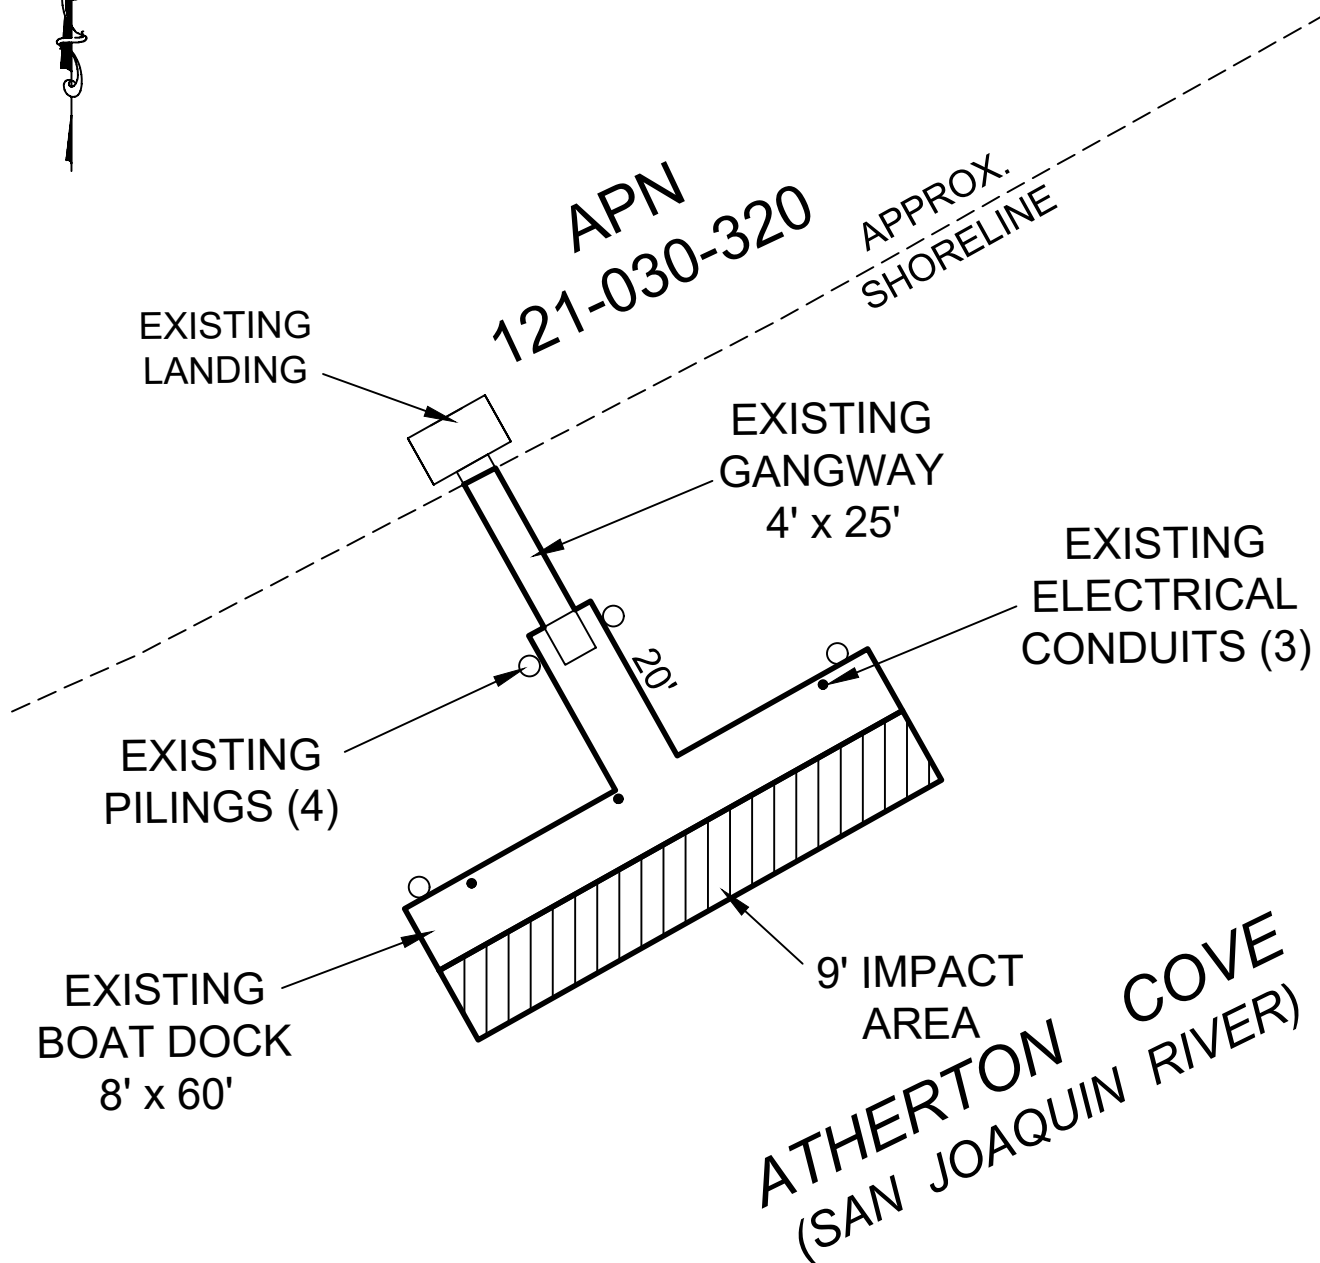 APN
121-030-320
APPROX.
SHORELINE
EXISTING
LANDING
EXISTING
GANGWAY
4' x 25'
EXISTING
ELECTRICAL
CONDUITS (3)
20'
EXISTING
PILINGS (4)
EXISTING
BOAT DOCK
8' x 60'
9' IMPACT
AREA
ATHERTON COVE
(SAN JOAQUIN RIVER)